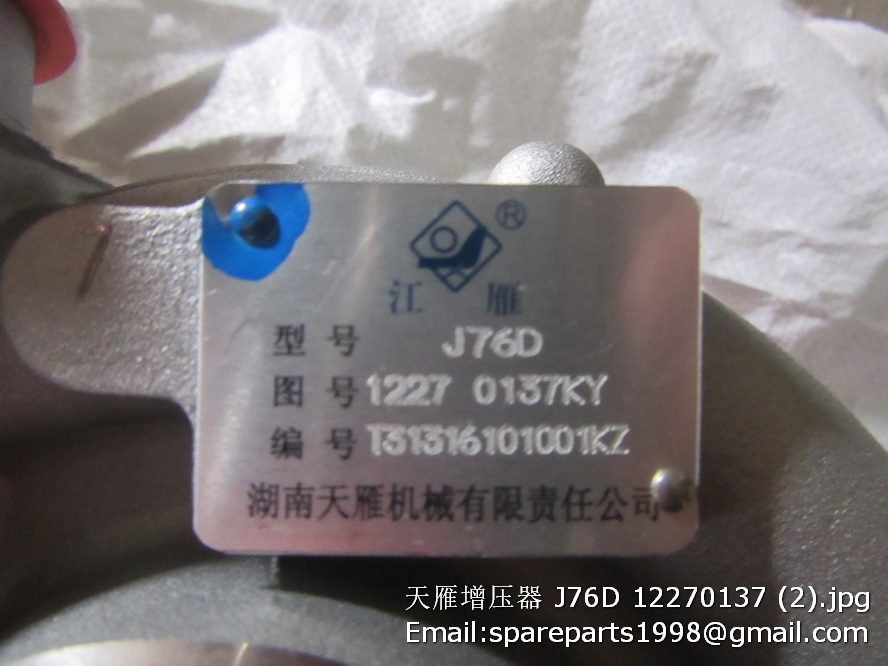 ®
江 雁
型 号 J76D
图 号 1227 0137KY
编 号 T31316101001KZ
湖南天雁机械有限责任公司
天雁增压器 J76D 12270137 (2).jpg
Email:spareparts1998@gmail.com